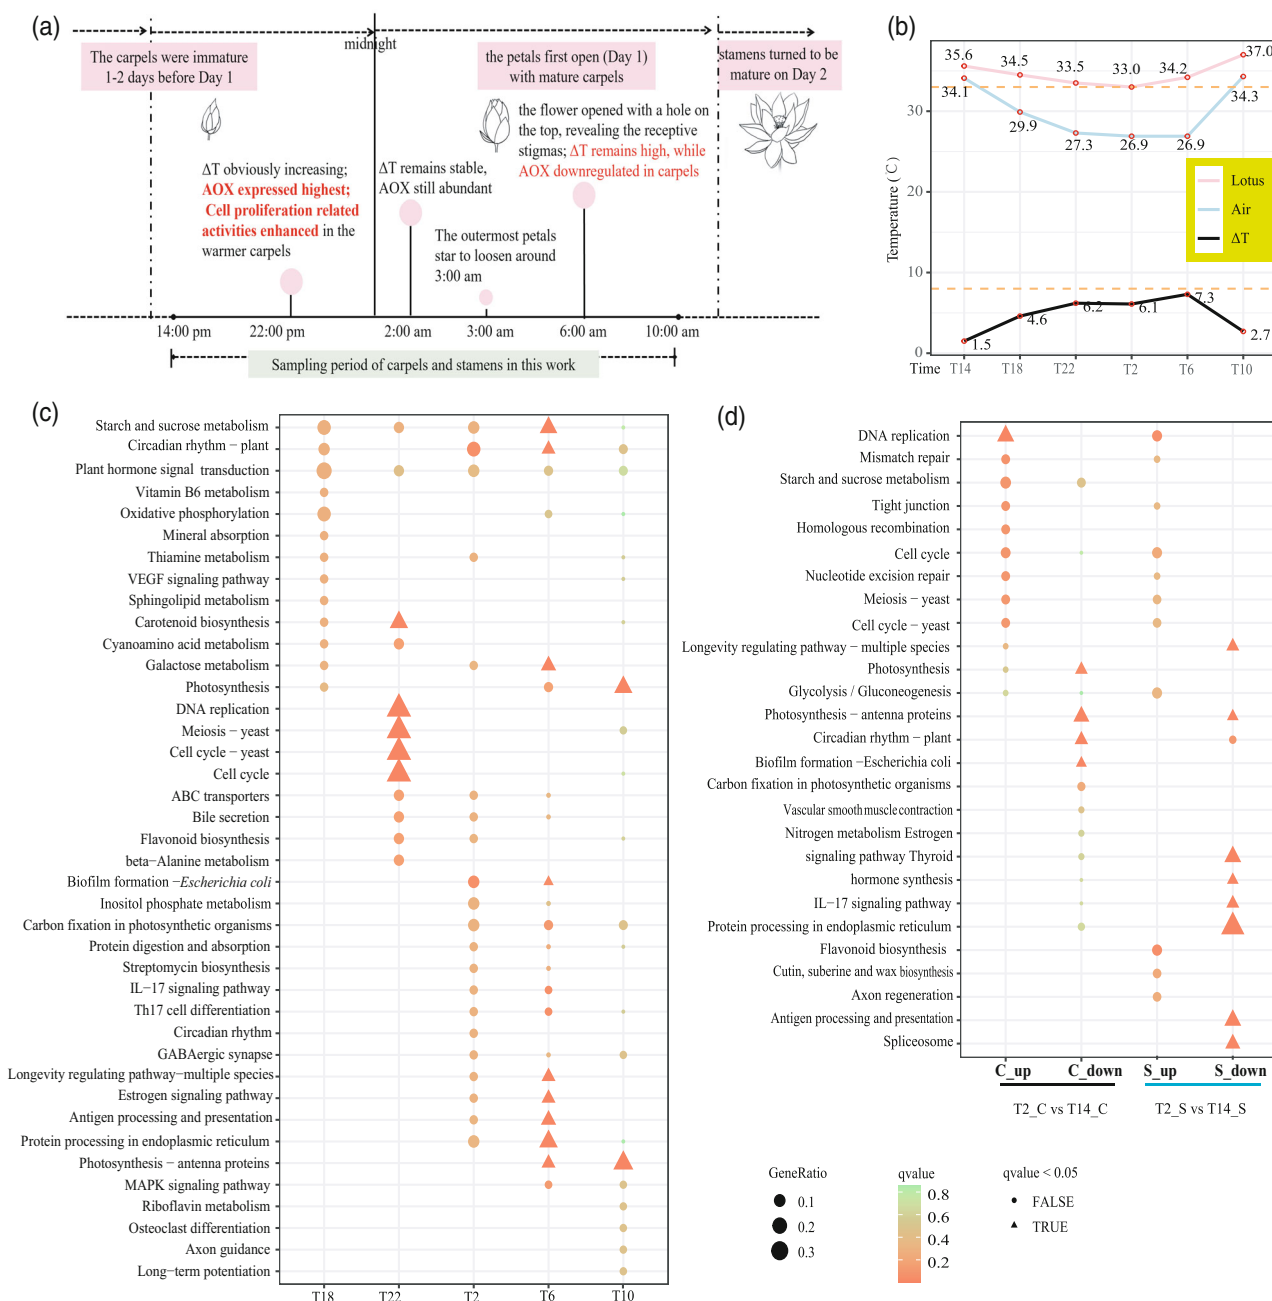 (a)
midnight
The carpels were immature
1-2 days before Day 1
the petals first open (Day 1)
with mature carpels
stamens turned to be
mature on Day 2
ΔT obviously increasing;
AOX expressed highest;
Cell proliferation related
activities enhanced in the
warmer carpels
ΔT remains stable,
AOX still abundant
the flower opened with a hole on
the top, revealing the receptive
stigmas; ΔT remains high, while
AOX downregulated in carpels
The outermost petals
star to loosen around
3:00 am
14:00 pm 22:00 pm 2:00 am 3:00 am 6:00 am 10:00 am
Sampling period of carpels and stamens in this work
(b)
Temperature (°C)
30
20
10
0
35.6 34.5 33.5 33.0 34.2 37.0
34.1 29.9 27.3 26.9 26.9 34.3
1.5 4.6 6.2 6.1 7.3 2.7
Lotus
Air
ΔT
Time T14 T18 T22 T2 T6 T10
(c)
Starch and sucrose metabolism
Circadian rhythm − plant
Plant hormone signal transduction
Vitamin B6 metabolism
Oxidative phosphorylation
Mineral absorption
Thiamine metabolism
VEGF signaling pathway
Sphingolipid metabolism
Carotenoid biosynthesis
Cyanoamino acid metabolism
Galactose metabolism
Photosynthesis
DNA replication
Meiosis − yeast
Cell cycle − yeast
Cell cycle
ABC transporters
Bile secretion
Flavonoid biosynthesis
beta−Alanine metabolism
Biofilm formation −Escherichia coli
Inositol phosphate metabolism
Carbon fixation in photosynthetic organisms
Protein digestion and absorption
Streptomycin biosynthesis
IL−17 signaling pathway
Th17 cell differentiation
Circadian rhythm
GABAergic synapse
Longevity regulating pathway−multiple species
Estrogen signaling pathway
Antigen processing and presentation
Protein processing in endoplasmic reticulum
Photosynthesis − antenna proteins
MAPK signaling pathway
Riboflavin metabolism
Osteoclast differentiation
Axon guidance
Long−term potentiation
T18 T22 T2 T6 T10
(d)
DNA replication
Mismatch repair
Starch and sucrose metabolism
Tight junction
Homologous recombination
Cell cycle
Nucleotide excision repair
Meiosis − yeast
Cell cycle − yeast
Longevity regulating pathway − multiple species
Photosynthesis
Glycolysis / Gluconeogenesis
Photosynthesis − antenna proteins
Circadian rhythm − plant
Biofilm formation −Escherichia coli
Carbon fixation in photosynthetic organisms
Vascular smooth muscle contraction
Nitrogen metabolism Estrogen
signaling pathway Thyroid
hormone synthesis
IL−17 signaling pathway
Protein processing in endoplasmic reticulum
Flavonoid biosynthesis
Cutin, suberine and wax biosynthesis
Axon regeneration
Antigen processing and presentation
Spliceosome
C_up C_down S_up S_down
T2_C vs T14_C T2_S vs T14_S
GeneRatio
0.1
0.2
0.3
qvalue
0.8
0.6
0.4
0.2
qvalue < 0.05
FALSE
TRUE